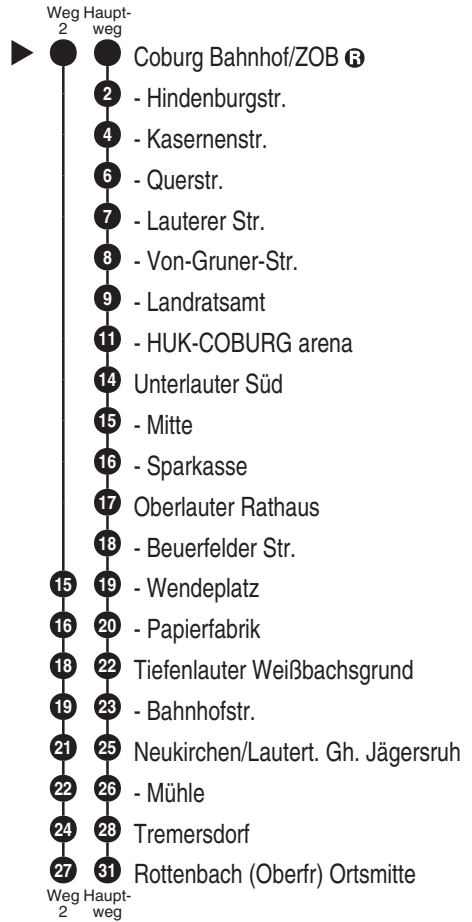 Weg Haupt-
2 weg
Coburg Bahnhof/ZOB R
2 - Hindenburgstr.
4 - Kasernenstr.
6 - Querstr.
7 - Lauterer Str.
8 - Von-Gruner-Str.
9 - Landratsamt
11 - HUK-COBURG arena
14 Unterlauter Süd
15 - Mitte
16 - Sparkasse
17 Oberlauter Rathaus
18 - Beuerfelder Str.
15 19 - Wendeplatz
16 20 - Papierfabrik
18 22 Tiefenlauter Weißbachsgrund
19 23 - Bahnhofstr.
21 25 Neukirchen/Lautert. Gh. Jägersruh
22 26 - Mühle
24 28 Tremersdorf
27 31 Rottenbach (Oberfr) Ortsmitte
Weg Haupt-
2 weg